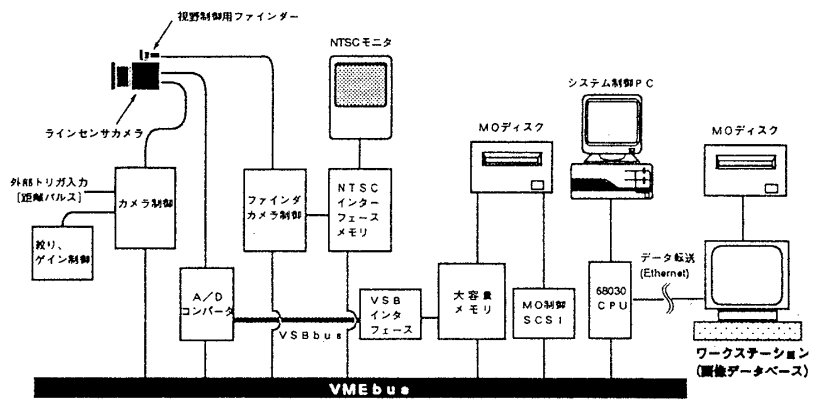 視野制御用ファインダー
NTSCモニタ
システム制御PC
ラインセンサカメラ
MOディスク
MOディスク
外部トリガ入力
[距離パルス]
カメラ制御
ファインダ
カメラ制御
NTSC
インター
フェース
メモリ
絞り、
ゲイン制御
データ転送
(Ethernet)
A/D
コンバータ
VSB
インタ
フェース
大容量
メモリ
MO制御
SCSI
68030
CPU
VSBbus
ワークステーション
(画像データベース)
VMEbus